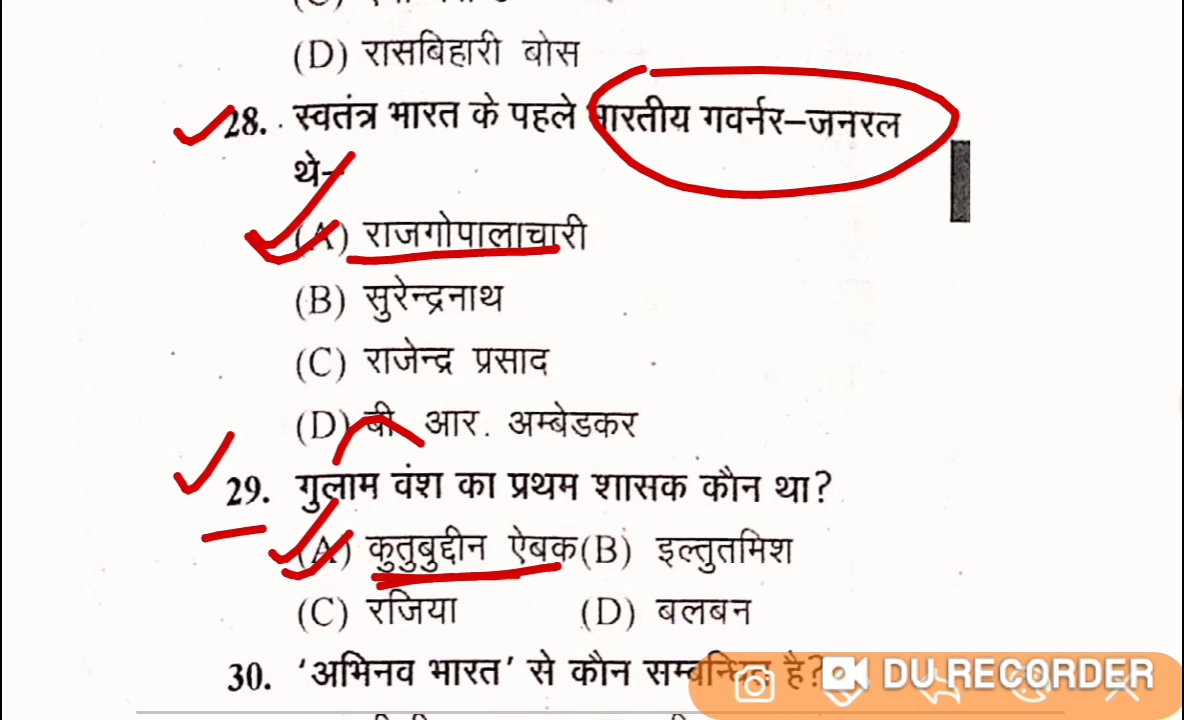 (D) रासबिहारी बोस
28. स्वतंत्र भारत के पहले भारतीय गवर्नर-जनरल
थे-
(A) राजगोपालाचारी
(B) सुरेन्द्रनाथ
(C) राजेन्द्र प्रसाद
(D) बी आर. अम्बेडकर
29. गुलाम वंश का प्रथम शासक कौन था?
(A) कुतुबुद्दीन ऐबक (B) इल्तुतमिश
(C) रजिया (D) बलबन
30. 'अभिनव भारत' से कौन सम्बन्धित है?
DU RECORDER